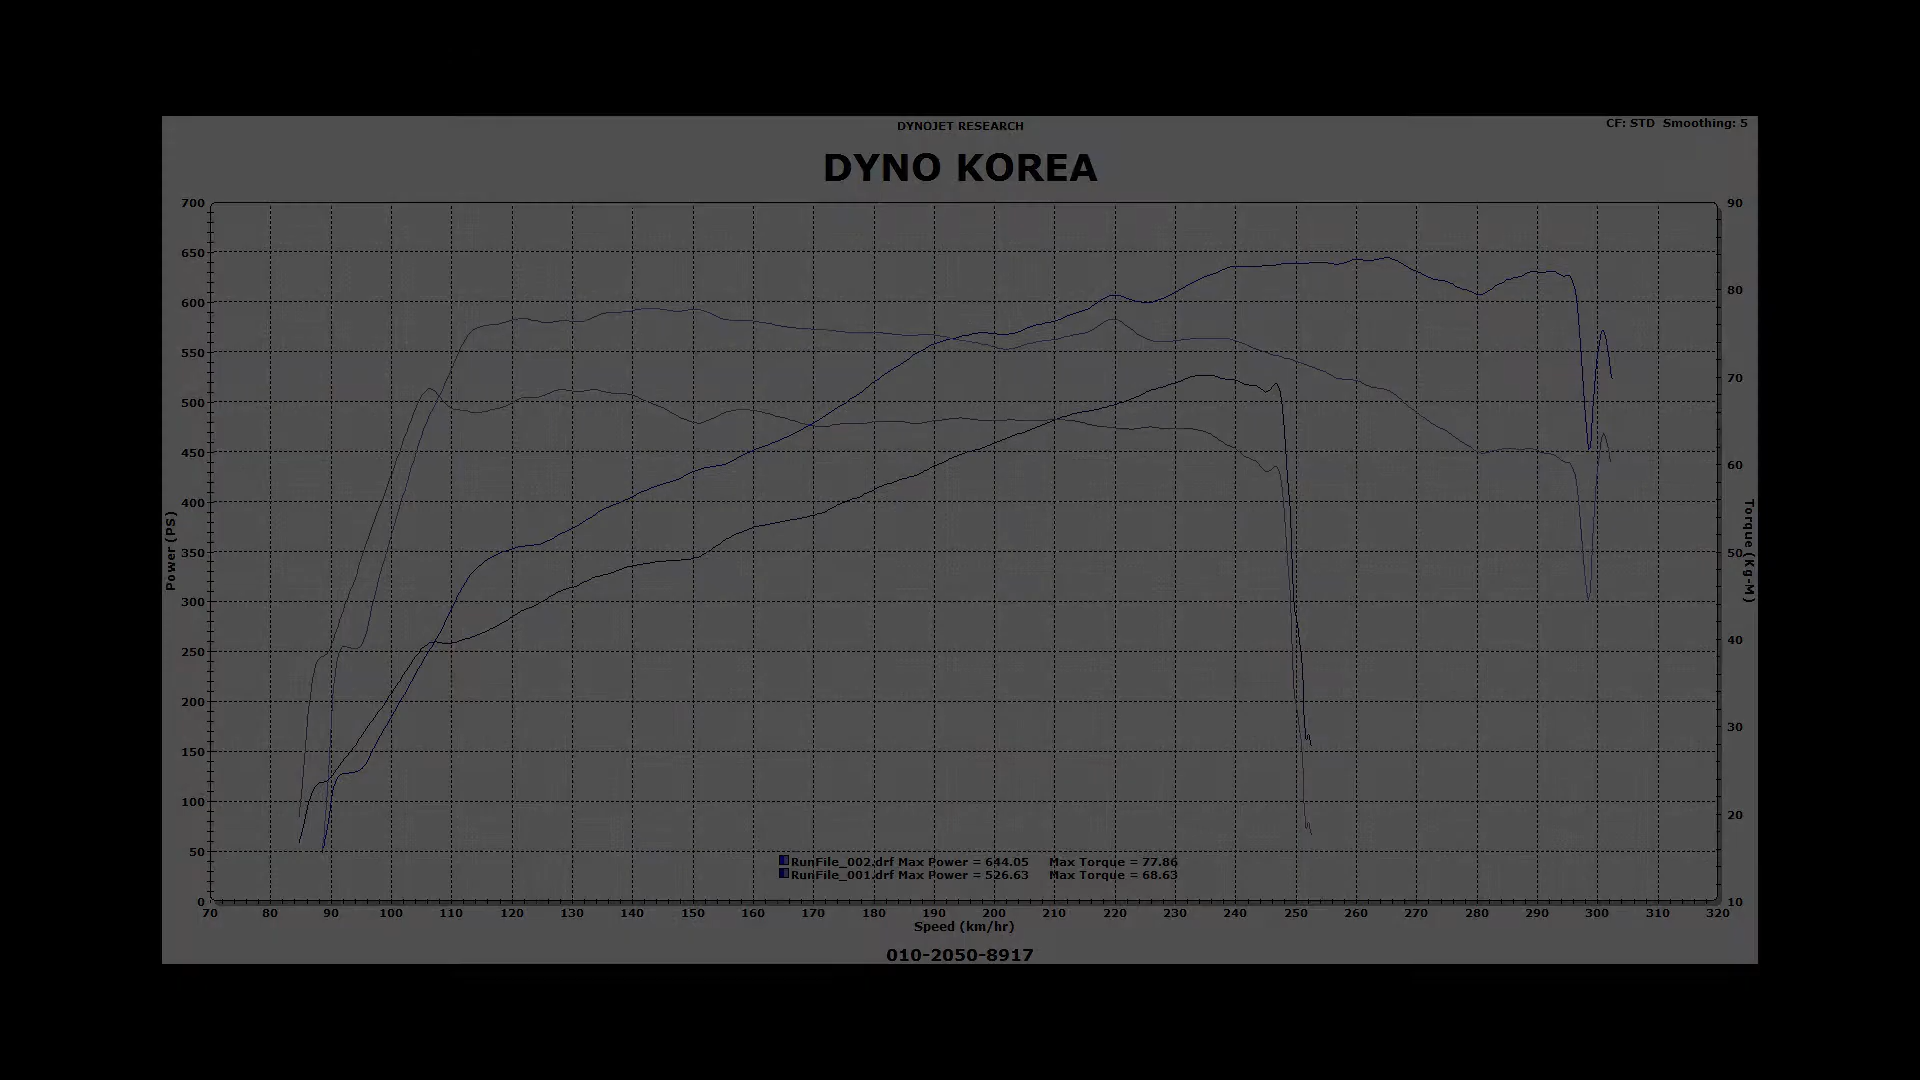 DYNOJET RESEARCH
CF: STD  Smoothing: 5
DYNO KOREA
700
650
600
550
500
450
400
350
300
250
200
150
100
50
0
Power (PS)
90
80
70
60
50
40
30
20
10
Torque (Kg-M)
RunFile_002.drf Max Power = 644.05 Max Torque = 77.86
RunFile_001.drf Max Power = 526.63 Max Torque = 68.63
70 80 90 100 110 120 130 140 150 160 170 180 190 200 210 220 230 240 250 260 270 280 290 300 310 320
Speed (km/hr)
010-2050-8917